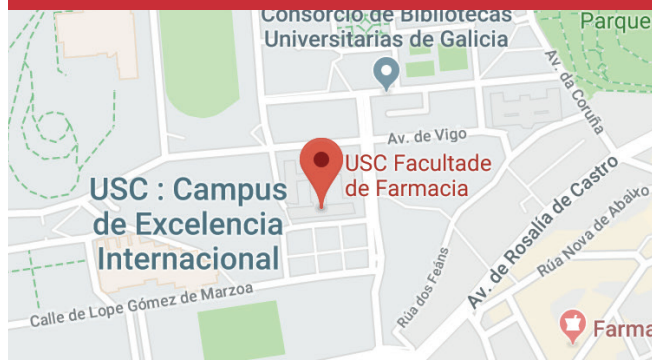 Consorcio de Bibliotecas
Universitarias de Galicia
Parque
Av. da Coruña
Av. de Vigo
USC Facultade
de Farmacia
USC : Campus
de Excelencia
Internacional
Av. de Rosalía de Castro
Rúa Nova de Abaixo
Rúa dos Feáns
Calle de Lope Gómez de Marzoa
Farma